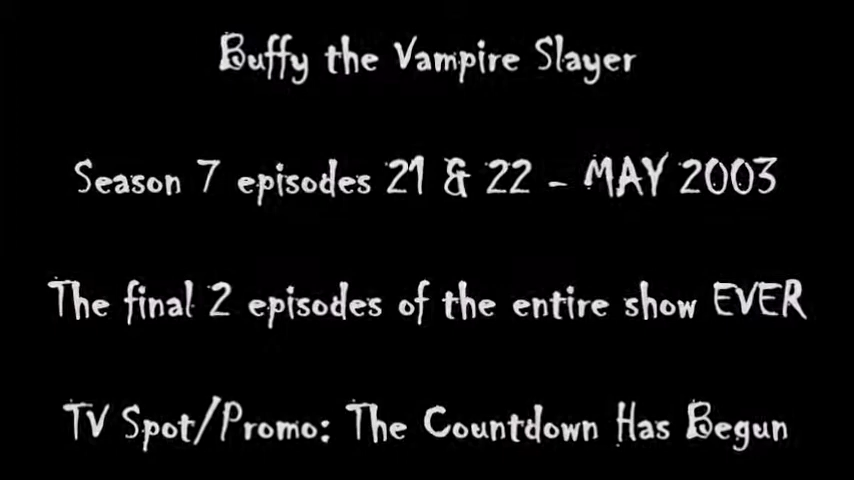 Buffy the Vampire Slayer
Season 7 episodes 21 & 22 - MAY 2003
The final 2 episodes of the entire show EVER
TV Spot/Promo: The Countdown Has Begun